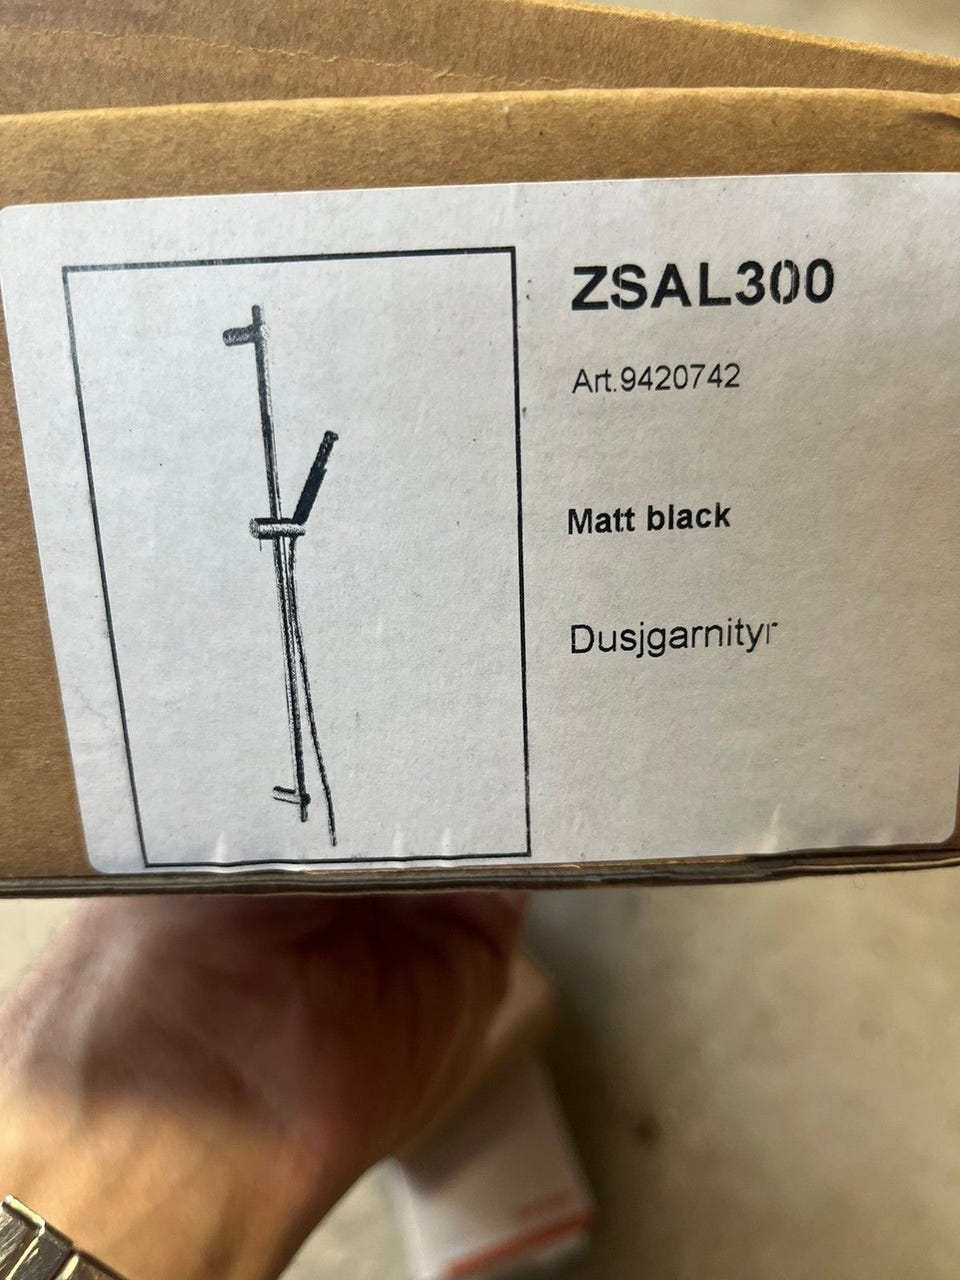 ZSAL300
Art.9420742
Matt black
Dusjgarnityr